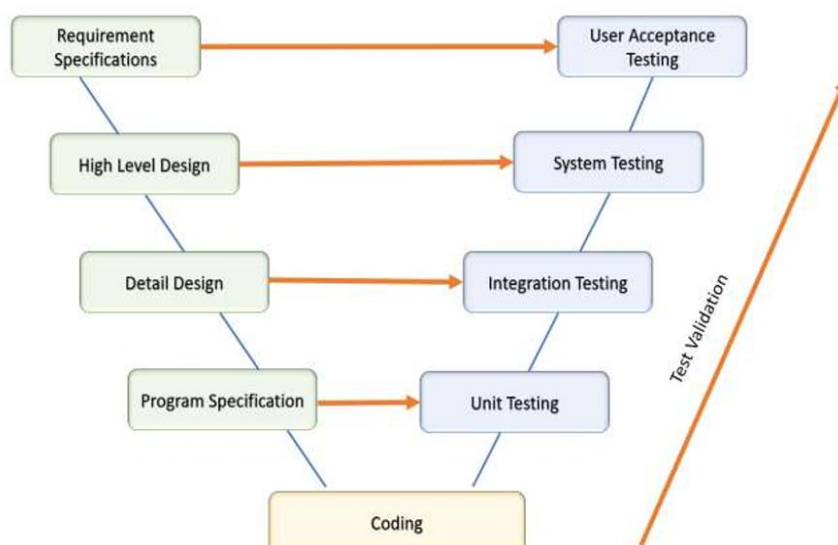 Requirement
Specifications
User Acceptance
Testing
High Level Design
System Testing
Detail Design
Integration Testing
Program Specification
Unit Testing
Coding
Test Validation